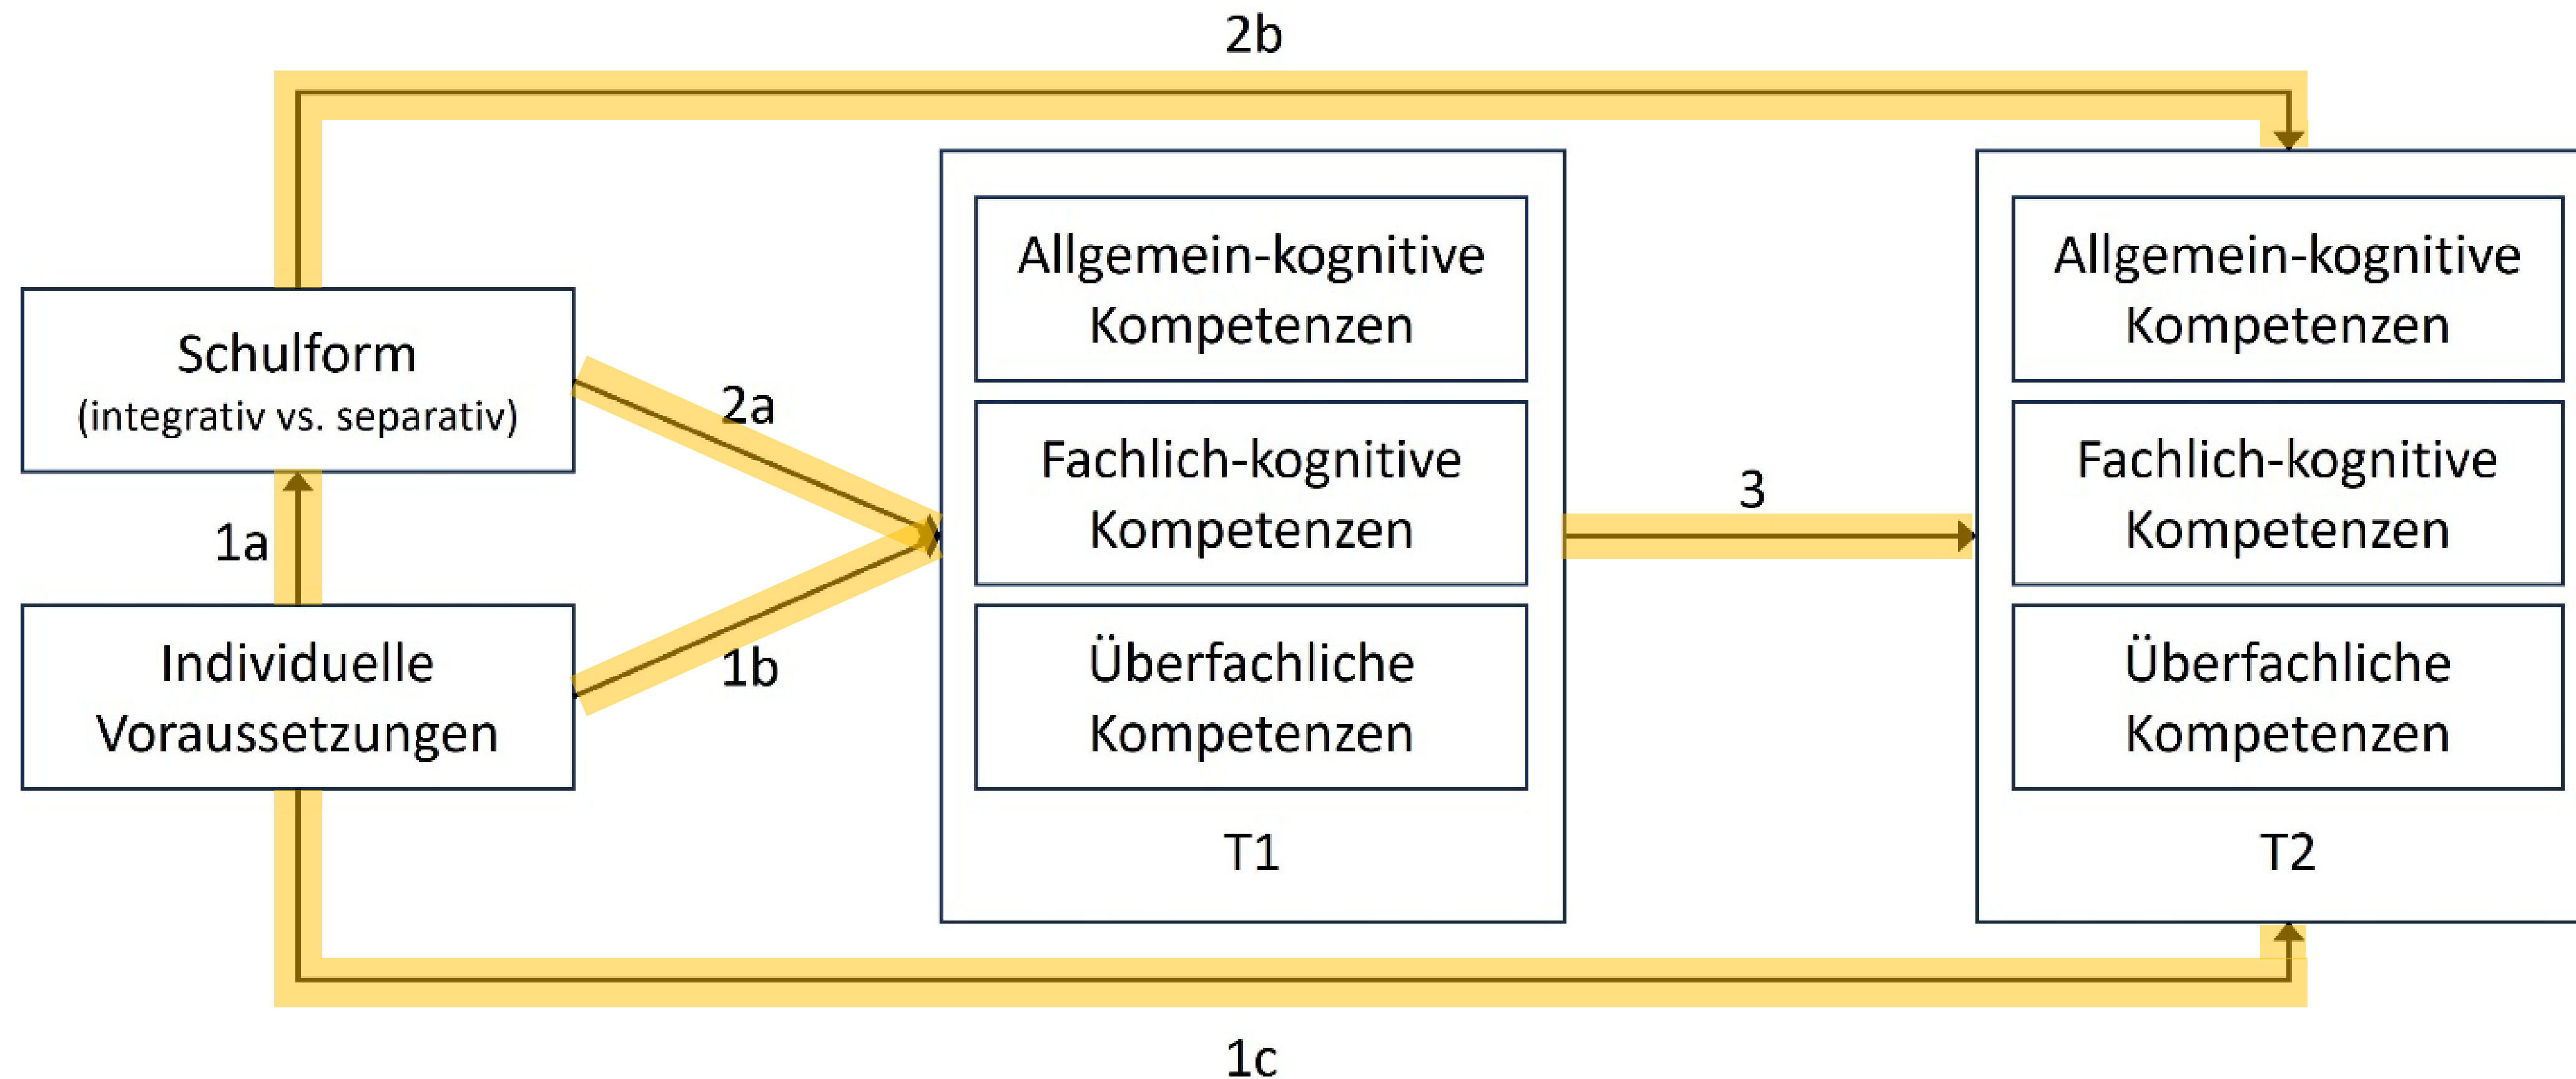 2b
Schulform
(integrativ vs. separativ)
1a
Individuelle
Voraussetzungen
2a
1b
Allgemein-kognitive
Kompetenzen
Fachlich-kognitive
Kompetenzen
Überfachliche
Kompetenzen
T1
3
Allgemein-kognitive
Kompetenzen
Fachlich-kognitive
Kompetenzen
Überfachliche
Kompetenzen
T2
1c